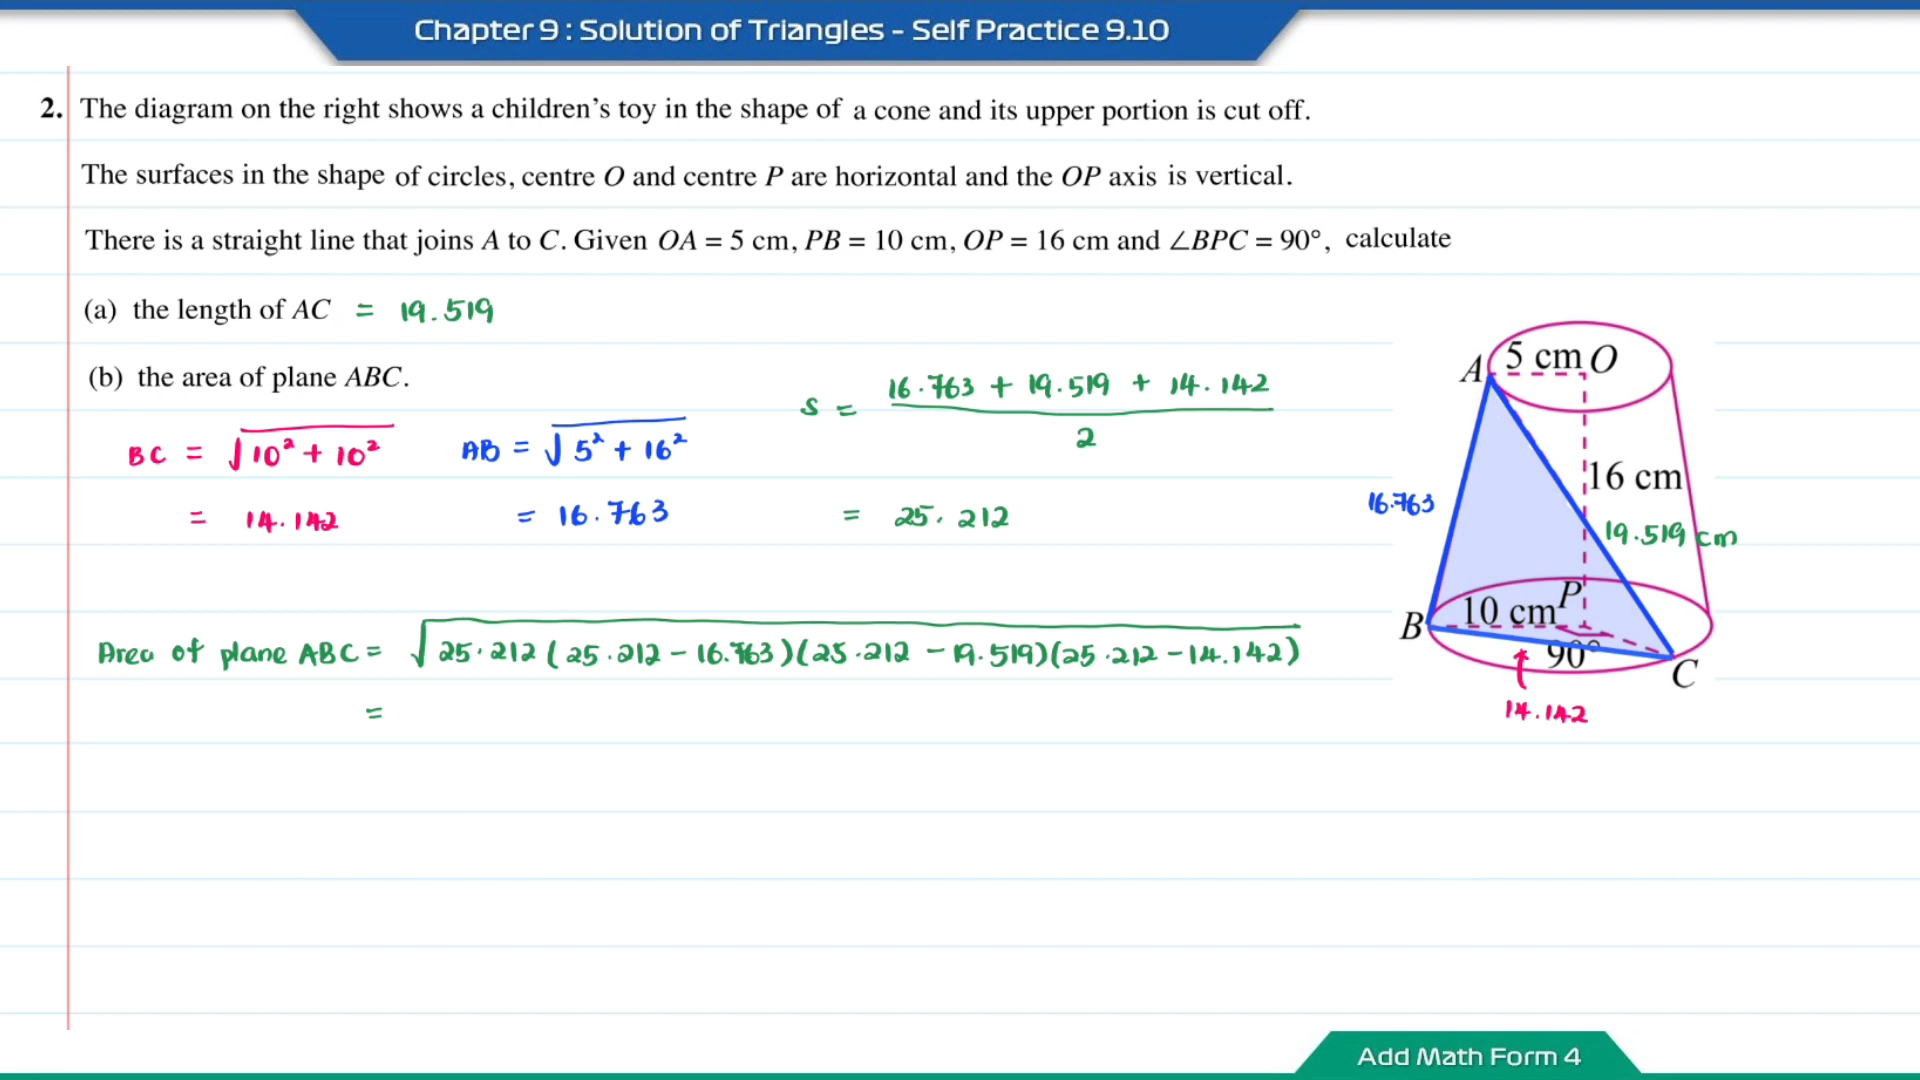 Chapter 9 : Solution of Triangles - Self Practice 9.10
2. The diagram on the right shows a children's toy in the shape of a cone and its upper portion is cut off.
The surfaces in the shape of circles, centre O and centre P are horizontal and the OP axis is vertical.
There is a straight line that joins A to C. Given OA = 5 cm, PB = 10 cm, OP = 16 cm and ∠BPC = 90°, calculate
(a) the length of AC = 19.519
(b) the area of plane ABC.
BC = √10² + 10²
= 14.142
AB = √5² + 16²
= 16.763
s = 16.763 + 19.519 + 14.142
2
= 25.212
Area of plane ABC = √25.212 (25.212 - 16.763)(25.212 - 19.519)(25.212 - 14.142)
=
A 5 cm O
16 cm
16.763
19.519 cm
B 10 cm P
90°
C
14.142
Add Math Form 4